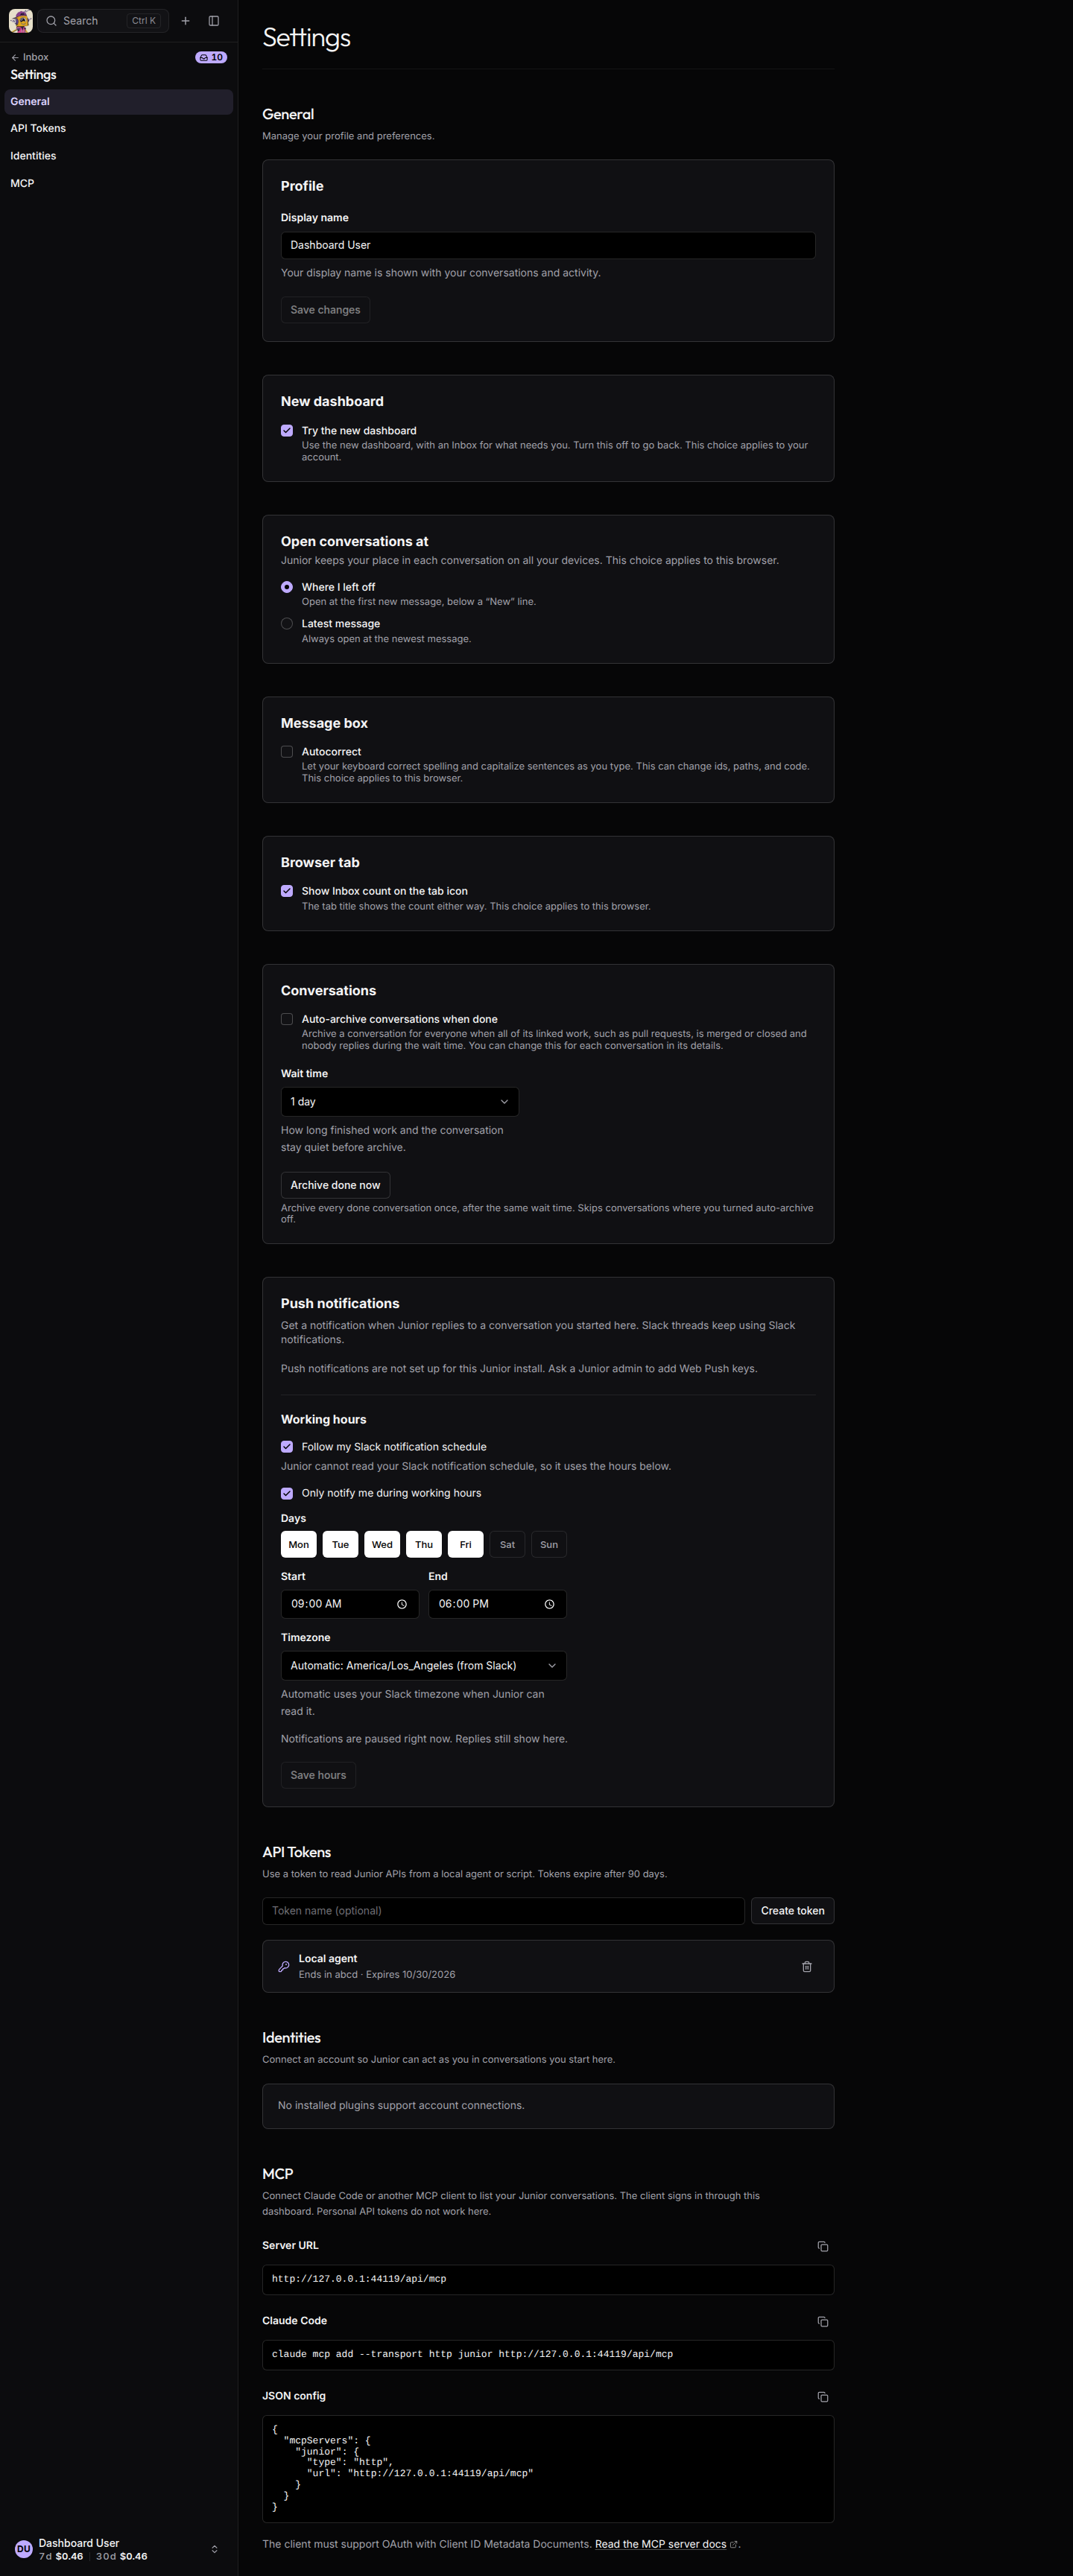 Search
Ctrl K
Inbox
10
Settings
General
API Tokens
Identities
MCP
Settings
General
Manage your profile and preferences.
Profile
Display name
Dashboard User
Your display name is shown with your conversations and activity.
Save changes
New dashboard
Try the new dashboard
Use the new dashboard, with an Inbox for what needs you. Turn this off to go back. This choice applies to your
account.
Open conversations at
Junior keeps your place in each conversation on all your devices. This choice applies to this browser.
Where I left off
Open at the first new message, below a “New” line.
Latest message
Always open at the newest message.
Message box
Autocorrect
Let your keyboard correct spelling and capitalize sentences as you type. This can change ids, paths, and code.
This choice applies to this browser.
Browser tab
Show Inbox count on the tab icon
The tab title shows the count either way. This choice applies to this browser.
Conversations
Auto-archive conversations when done
Archive a conversation for everyone when all of its linked work, such as pull requests, is merged or closed and
nobody replies during the wait time. You can change this for each conversation in its details.
Wait time
1 day
How long finished work and the conversation
stay quiet before archive.
Archive done now
Archive every done conversation once, after the same wait time. Skips conversations where you turned auto-archive
off.
Push notifications
Get a notification when Junior replies to a conversation you started here. Slack threads keep using Slack
notifications.
Push notifications are not set up for this Junior install. Ask a Junior admin to add Web Push keys.
Working hours
Follow my Slack notification schedule
Junior cannot read your Slack notification schedule, so it uses the hours below.
Only notify me during working hours
Days
Mon Tue Wed Thu Fri Sat Sun
Start End
09:00 AM 06:00 PM
Timezone
Automatic: America/Los_Angeles (from Slack)
Automatic uses your Slack timezone when Junior can
read it.
Notifications are paused right now. Replies still show here.
Save hours
API Tokens
Use a token to read Junior APIs from a local agent or script. Tokens expire after 90 days.
Token name (optional)
Create token
Local agent
Ends in abcd · Expires 10/30/2026
Identities
Connect an account so Junior can act as you in conversations you start here.
No installed plugins support account connections.
MCP
Connect Claude Code or another MCP client to list your Junior conversations. The client signs in through this
dashboard. Personal API tokens do not work here.
Server URL
http://127.0.0.1:44119/api/mcp
Claude Code
claude mcp add --transport http junior http://127.0.0.1:44119/api/mcp
JSON config
{
  "mcpServers": {
    "junior": {
      "type": "http",
      "url": "http://127.0.0.1:44119/api/mcp"
    }
  }
}
The client must support OAuth with Client ID Metadata Documents. Read the MCP server docs.
DU
Dashboard User
7d $0.46 30d $0.46